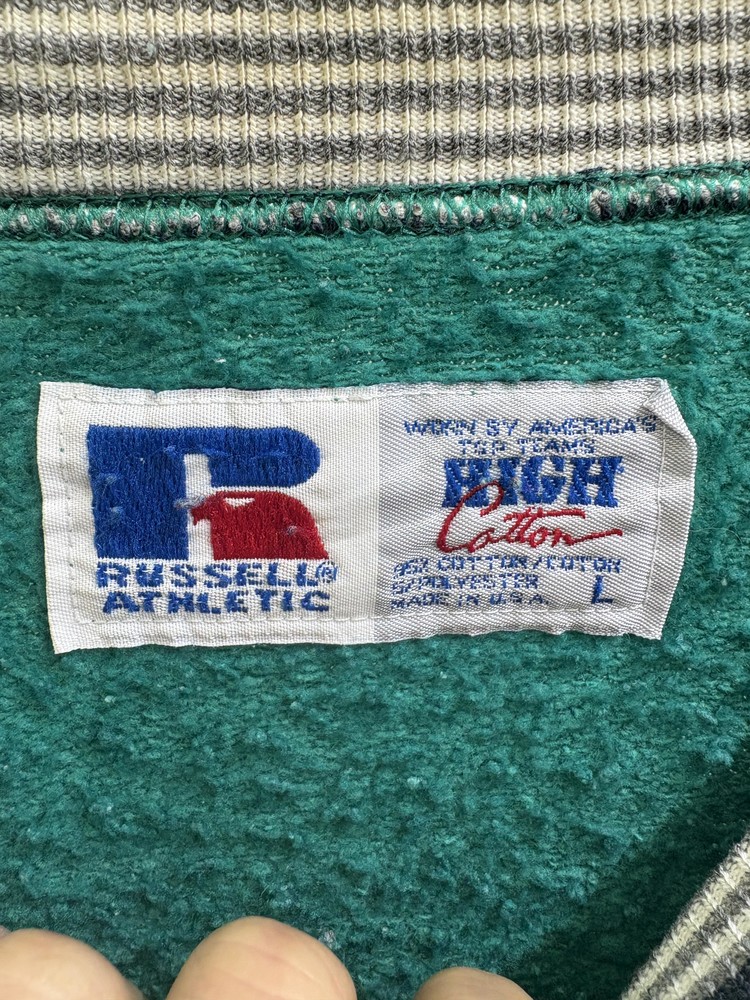 RUSSELL®
ATHLETIC
WORN BY AMERICA'S
TOP TEAMS
HIGH
Cotton
95% COTTON/COTON
5% POLYESTER
MADE IN U.S.A.
L